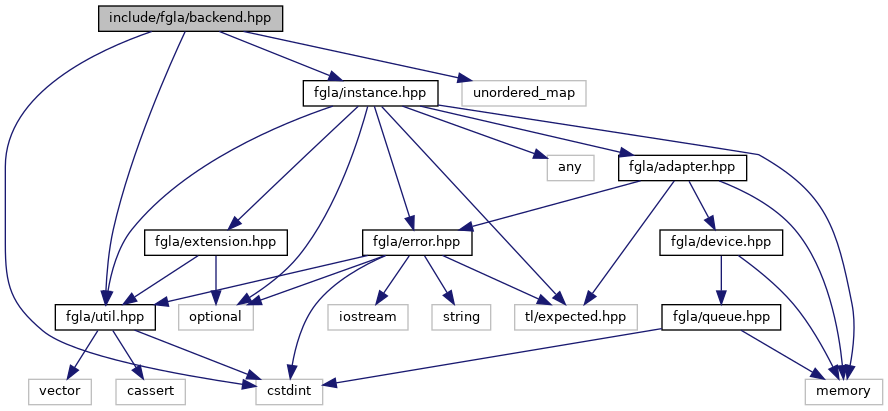 include/fgla/backend.hpp
fgla/instance.hpp
unordered_map
any
fgla/adapter.hpp
fgla/extension.hpp
fgla/error.hpp
fgla/device.hpp
fgla/util.hpp
optional
iostream
string
tl/expected.hpp
fgla/queue.hpp
vector
cassert
cstdint
memory